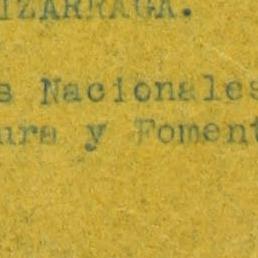 IZARRAGA.
s Nacionales
ura y Foment